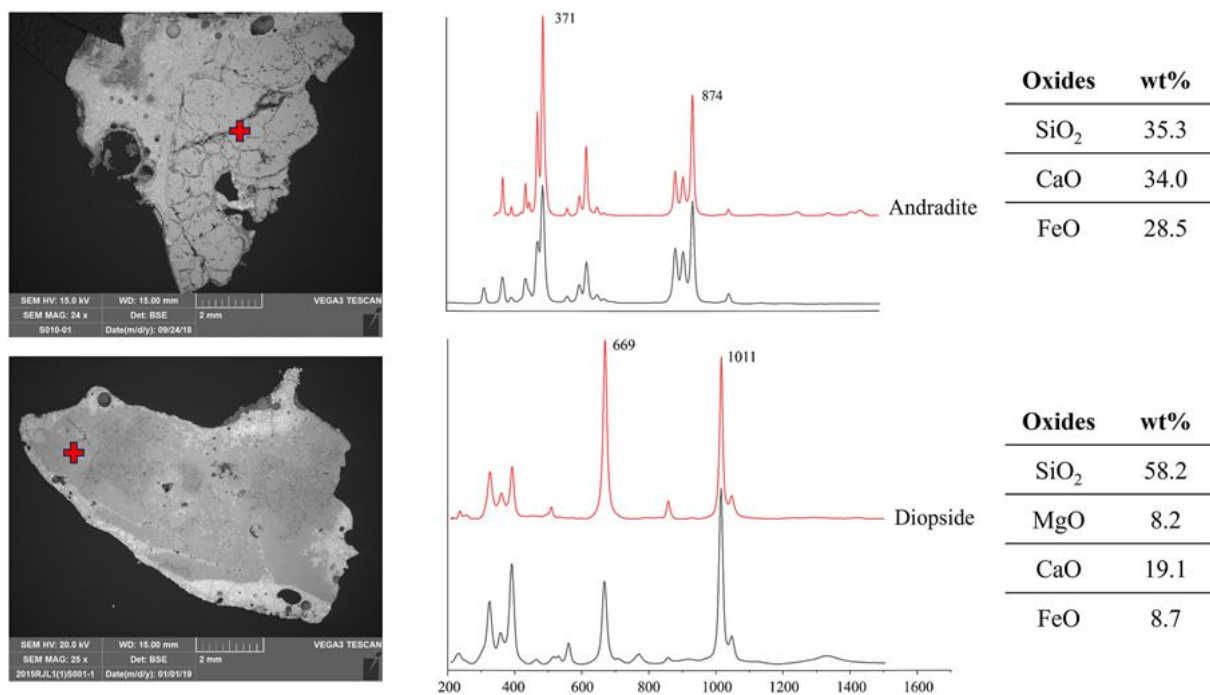 SEM HV: 15.0 kV WD: 15.00 mm VEGA3 TESCAN
SEM MAG: 24 x Det: BSE 2 mm
S010-01 Date(m/d/y): 09/24/18
371
874
Andradite
Oxides wt%
SiO₂ 35.3
CaO 34.0
FeO 28.5
SEM HV: 20.0 kV WD: 15.00 mm VEGA3 TESCAN
SEM MAG: 25 x Det: BSE 2 mm
2015RJL1(1)S001-1 Date(m/d/y): 01/01/19
669
1011
Diopside
200 400 600 800 1000 1200 1400 1600
Oxides wt%
SiO₂ 58.2
MgO 8.2
CaO 19.1
FeO 8.7